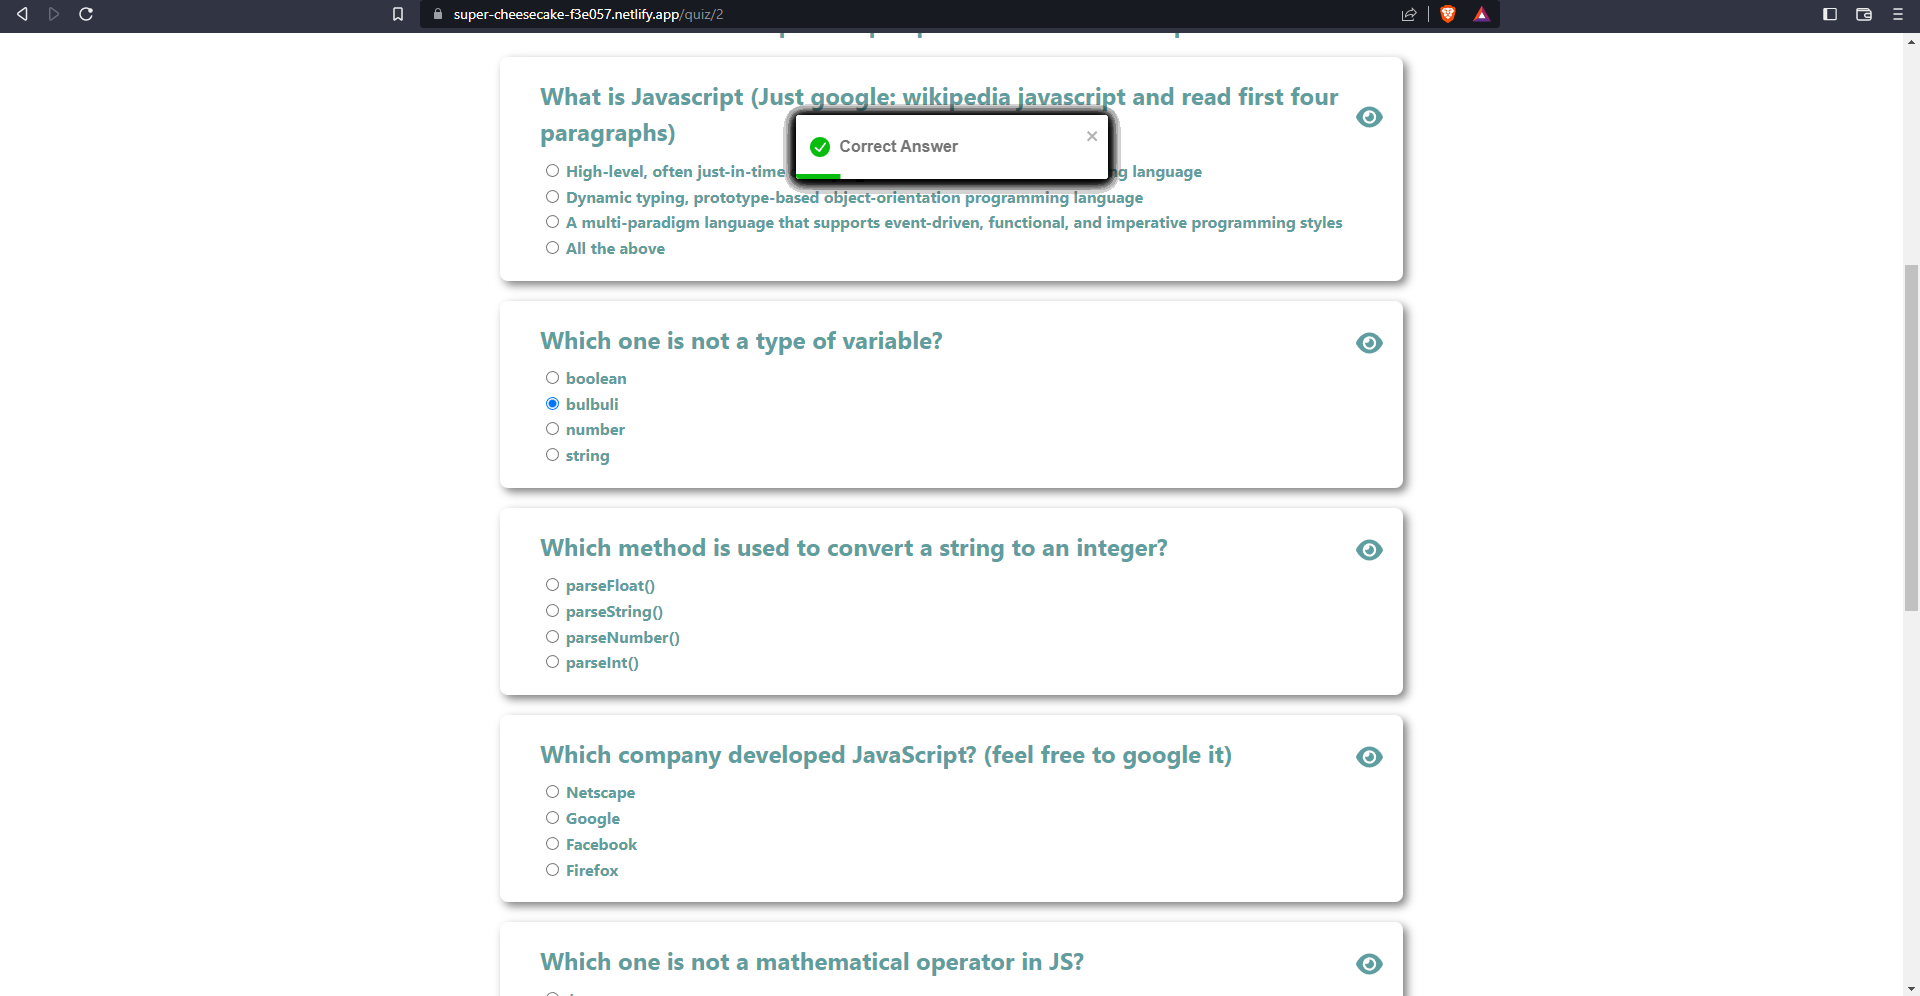 super-cheesecake-f3e057.netlify.app/quiz/2
What is Javascript (Just google: wikipedia javascript and read first four
paragraphs)
Correct Answer
High-level, often just-in-time
language
Dynamic typing, prototype-based object-orientation programming language
A multi-paradigm language that supports event-driven, functional, and imperative programming styles
All the above
Which one is not a type of variable?
boolean
bulbuli
number
string
Which method is used to convert a string to an integer?
parseFloat()
parseString()
parseNumber()
parseInt()
Which company developed JavaScript? (feel free to google it)
Netscape
Google
Facebook
Firefox
Which one is not a mathematical operator in JS?